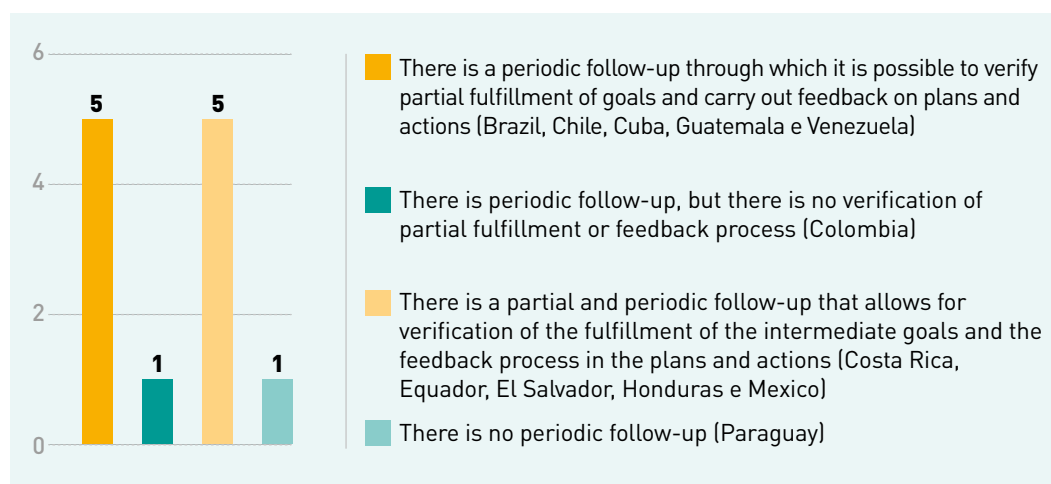 6
4
2
0
5
1
5
1
There is a periodic follow-up through which it is possible to verify
partial fulfillment of goals and carry out feedback on plans and
actions (Brazil, Chile, Cuba, Guatemala e Venezuela)
There is periodic follow-up, but there is no verification of
partial fulfillment or feedback process (Colombia)
There is a partial and periodic follow-up that allows for
verification of the fulfillment of the intermediate goals and the
feedback process in the plans and actions (Costa Rica,
Equador, El Salvador, Honduras e Mexico)
There is no periodic follow-up (Paraguay)